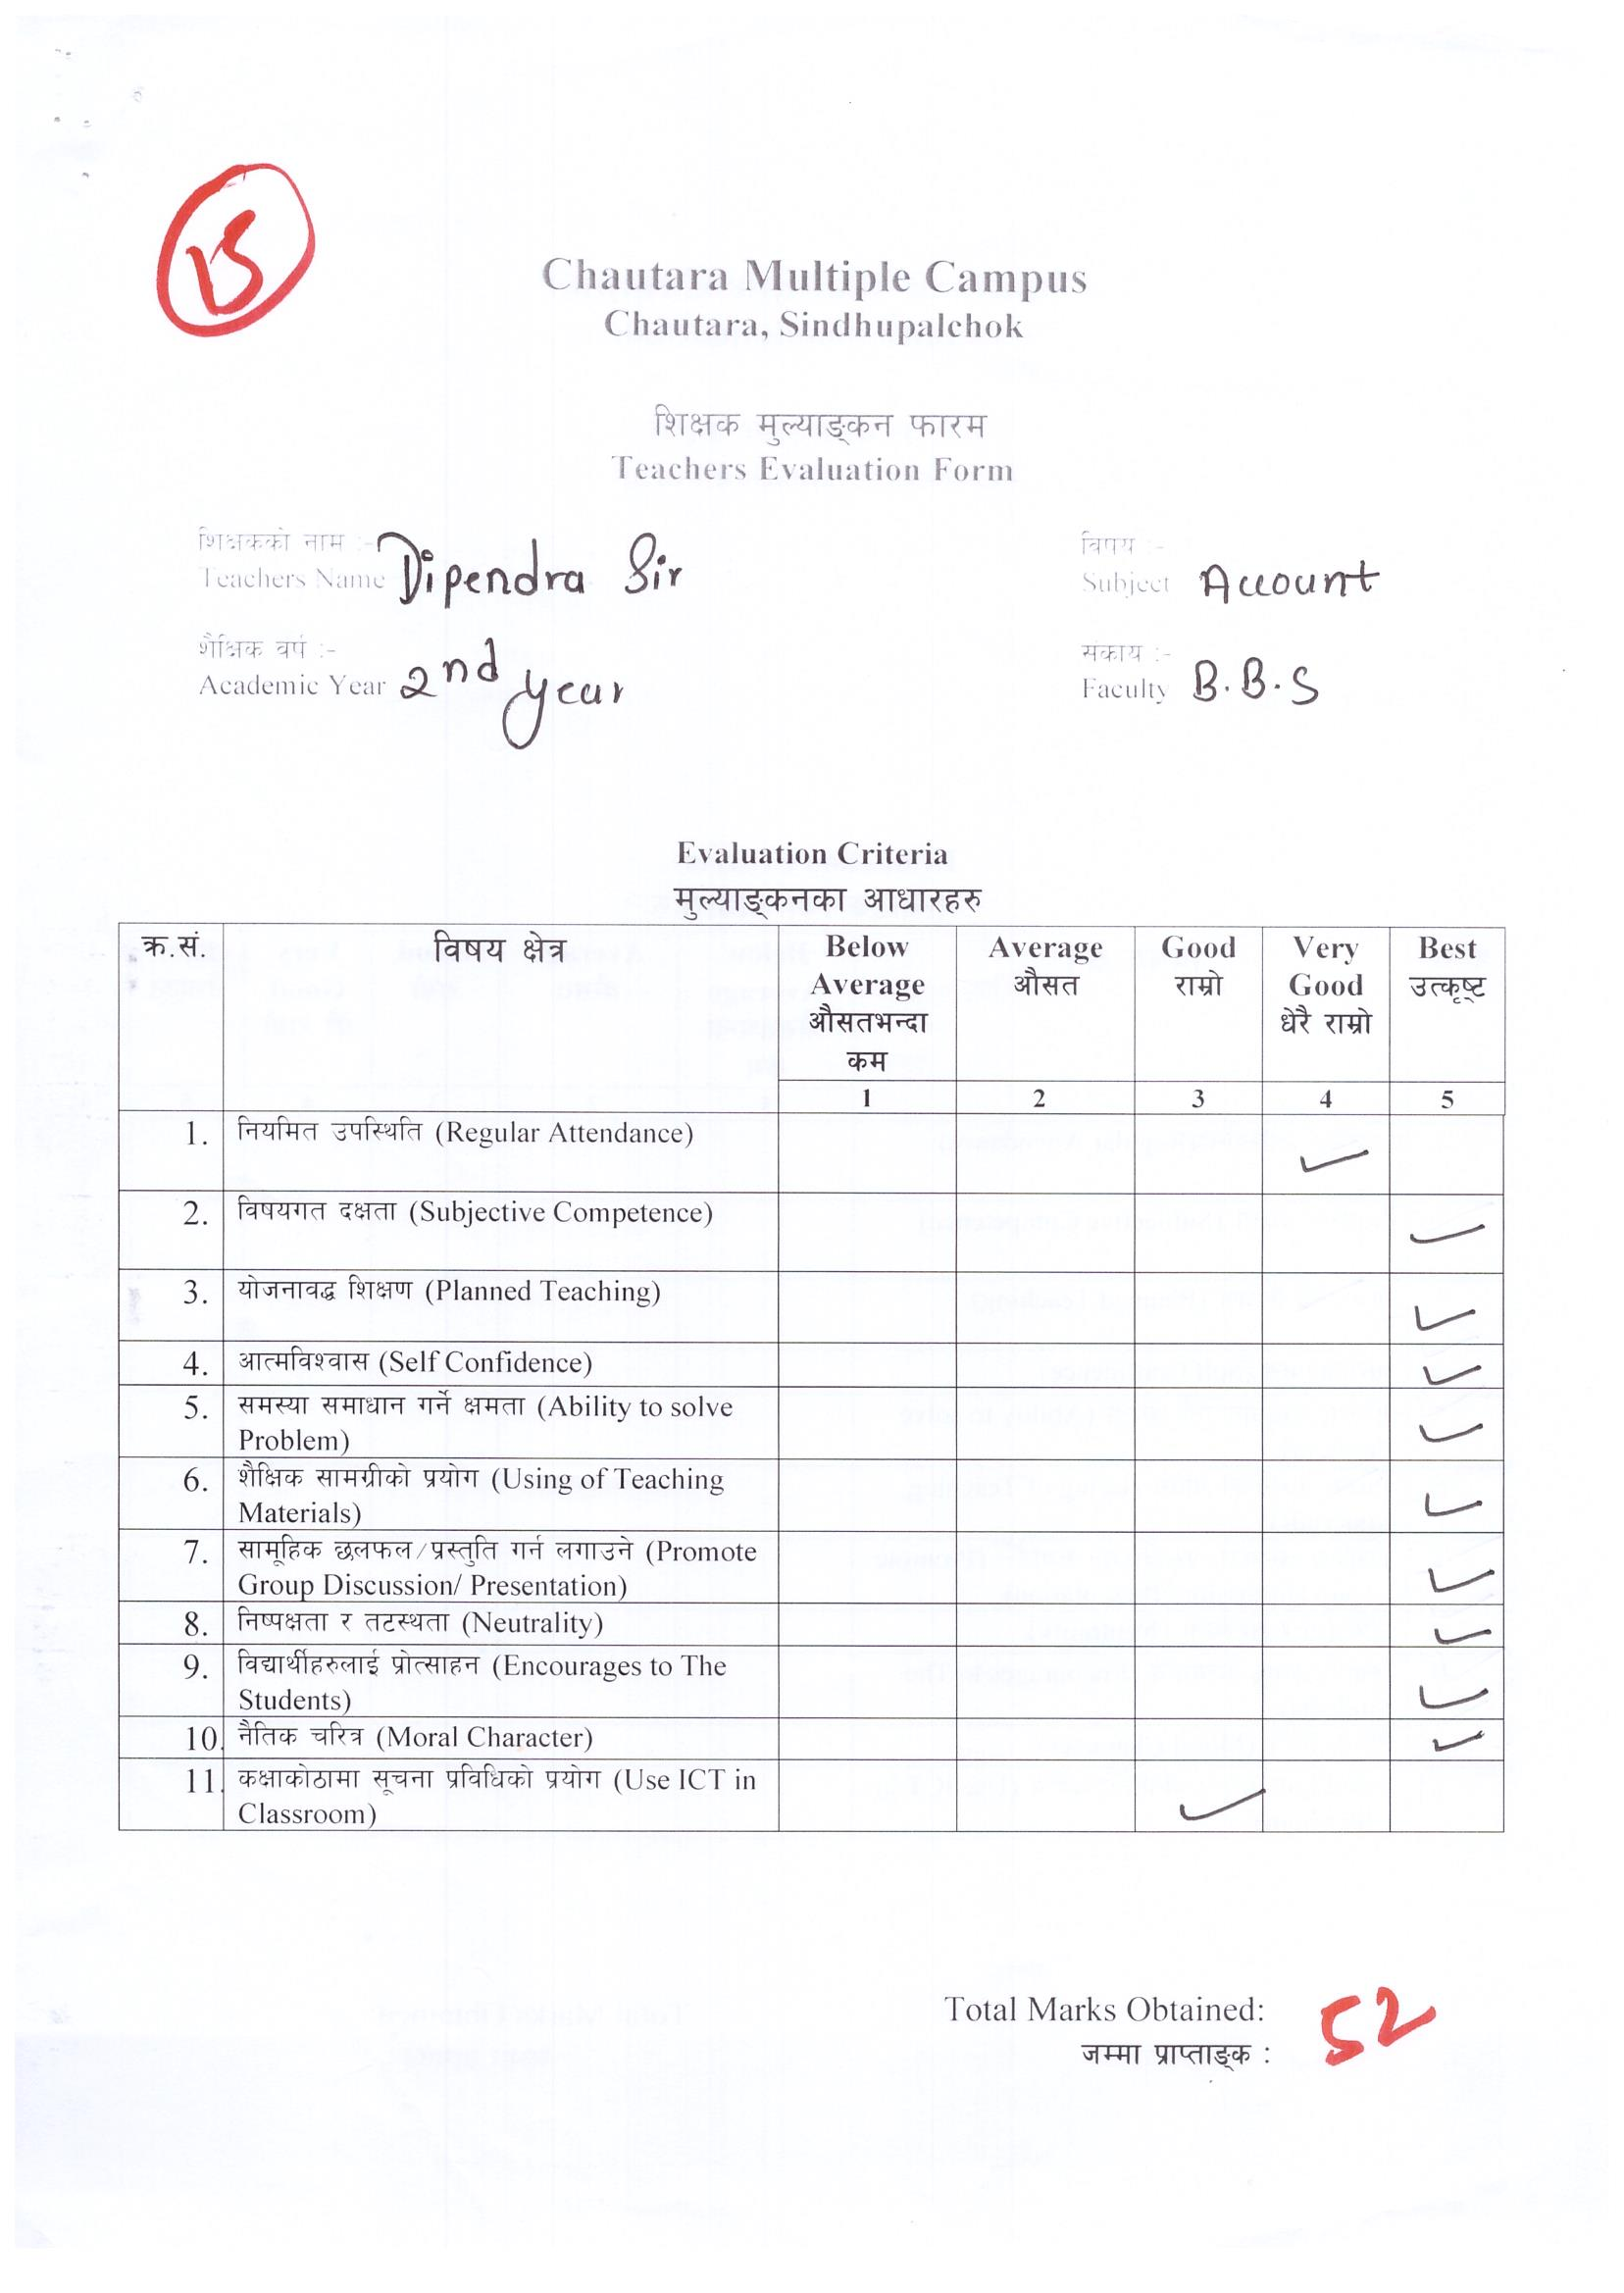 15
Chautara Multiple Campus
Chautara, Sindhupalchok
शिक्षक मुल्याङ्कन फारम
Teachers Evaluation Form
शिक्षकको नाम :-
Teachers Name Dipendra Sir
विषय :-
Subject Account
शैक्षिक वर्ष :-
Academic Year 2nd year
संकाय :-
Faculty B.B.S
Evaluation Criteria
मुल्याङ्कनका आधारहरु
क्र.सं. विषय क्षेत्र Below Average Good Very Best
Average औसत राम्रो Good उत्कृष्ट
औसतभन्दा धेरै राम्रो
कम
1 2 3 4 5
1. नियमित उपस्थिति (Regular Attendance) ✓
2. विषयगत दक्षता (Subjective Competence) ✓
3. योजनावद्ध शिक्षण (Planned Teaching) ✓
4. आत्मविश्वास (Self Confidence) ✓
5. समस्या समाधान गर्ने क्षमता (Ability to solve
Problem) ✓
6. शैक्षिक सामग्रीको प्रयोग (Using of Teaching
Materials) ✓
7. सामूहिक छलफल/प्रस्तुति गर्न लगाउने (Promote
Group Discussion/ Presentation) ✓
8. निष्पक्षता र तटस्थता (Neutrality) ✓
9. विद्यार्थीहरुलाई प्रोत्साहन (Encourages to The
Students) ✓
10. नैतिक चरित्र (Moral Character) ✓
11. कक्षाकोठामा सूचना प्रविधिको प्रयोग (Use ICT in
Classroom) ✓
Total Marks Obtained: 52
जम्मा प्राप्ताङ्क :